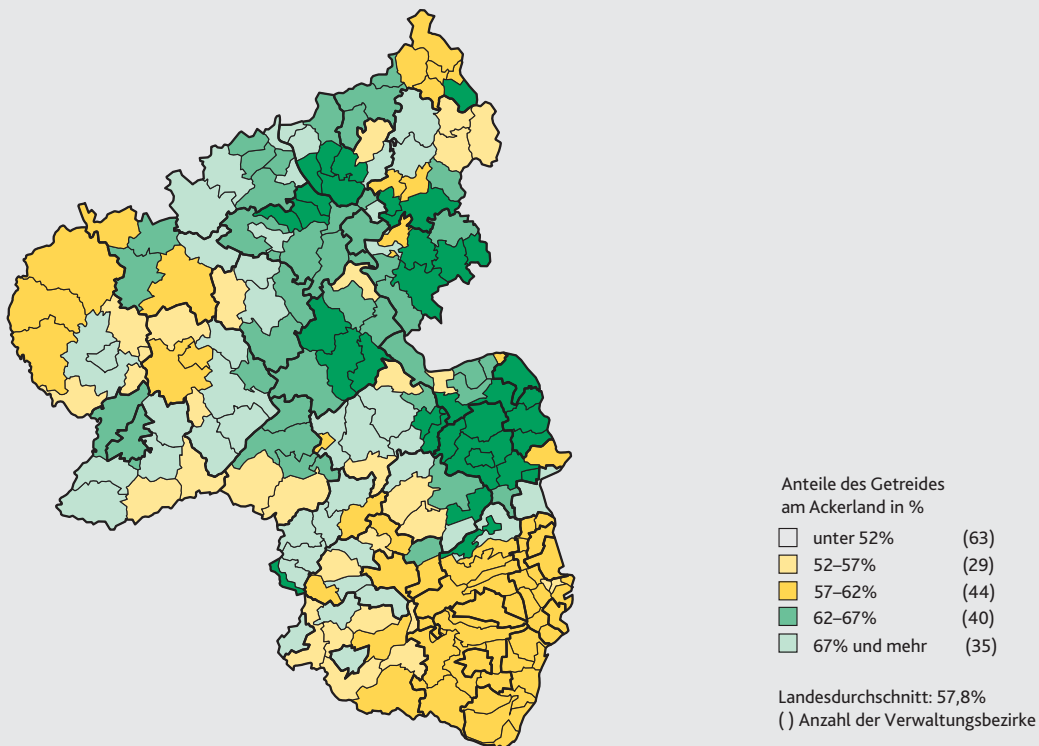 Anteile des Getreides
am Ackerland in %
unter 52% (63)
52–57% (29)
57–62% (44)
62–67% (40)
67% und mehr (35)
Landesdurchschnitt: 57,8%
( ) Anzahl der Verwaltungsbezirke